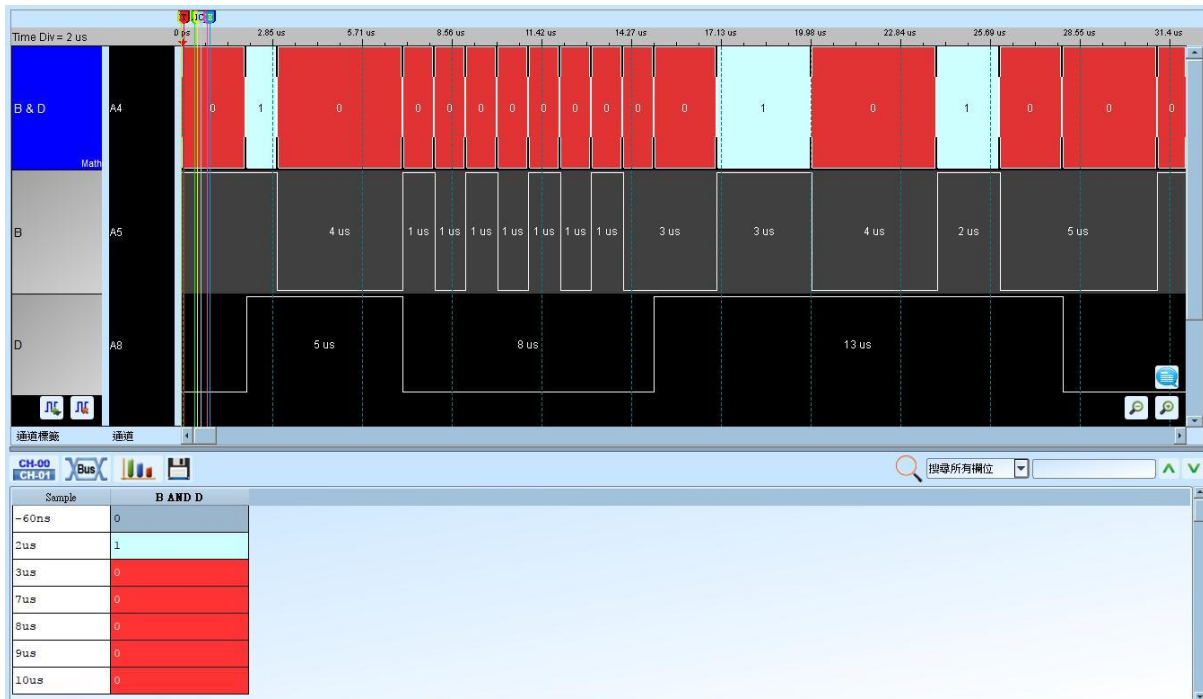 T C
Time Div = 2 us 0 ps 2.85 us 5.71 us 8.56 us 11.42 us 14.27 us 17.13 us 19.98 us 22.84 us 25.69 us 28.55 us 31.4 us
B & D A4 0 1 0 0 0 0 0 0 0 0 0 0 1 0 1 0 0 0
Math
B A5 4 us 1 us 1 us 1 us 1 us 1 us 1 us 1 us 3 us 3 us 4 us 2 us 5 us
D A8 5 us 8 us 13 us
通道標籤 通道
CH-00
CH-01 Bus 搜尋所有欄位
Sample B AND D
-60ns 0
2us 1
3us 0
7us 0
8us 0
9us 0
10us 0